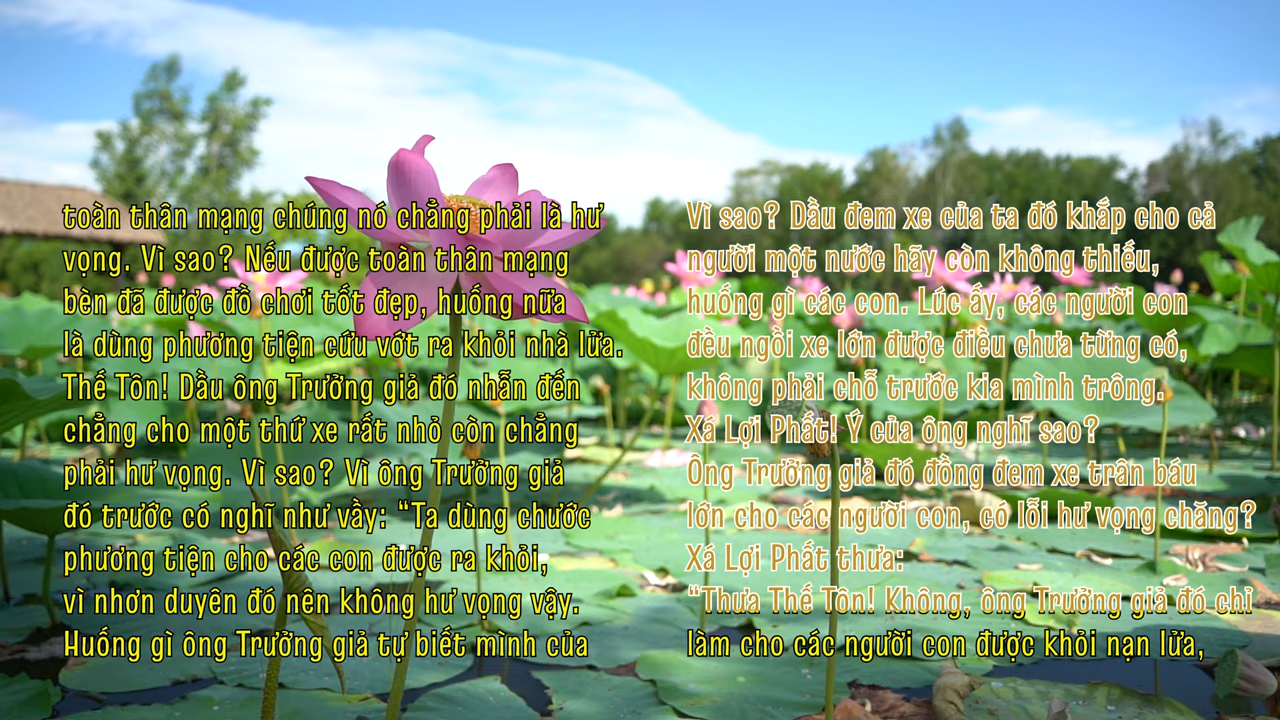 toàn thân mạng chúng nó chẳng phải là hư
vọng. Vì sao? Nếu được toàn thân mạng
bèn đã được đồ chơi tốt đẹp, huống nữa
là dùng phương tiện cứu vớt ra khỏi nhà lửa.
Thế Tôn! Dầu ông Trưởng giả đó nhẫn đến
chẳng cho một thứ xe rất nhỏ còn chẳng
phải hư vọng. Vì sao? Vì ông Trưởng giả
đó trước có nghĩ như vầy: “Ta dùng chước
phương tiện cho các con được ra khỏi,
vì nhơn duyên đó nên không hư vọng vậy.
Huống gì ông Trưởng giả tự biết mình của
Vì sao? Dầu đem xe của ta đó khắp cho cả
người một nước hãy còn không thiếu,
huống gì các con. Lúc ấy, các người con
đều ngồi xe lớn được điều chưa từng có,
không phải chỗ trước kia mình trông.
Xá Lợi Phất! Ý của ông nghĩ sao?
Ông Trưởng giả đó đồng đem xe trân báu
lớn cho các người con, có lỗi hư vọng chăng?
Xá Lợi Phất thưa:
“Thưa Thế Tôn! Không, ông Trưởng giả đó chỉ
làm cho các người con được khỏi nạn lửa,